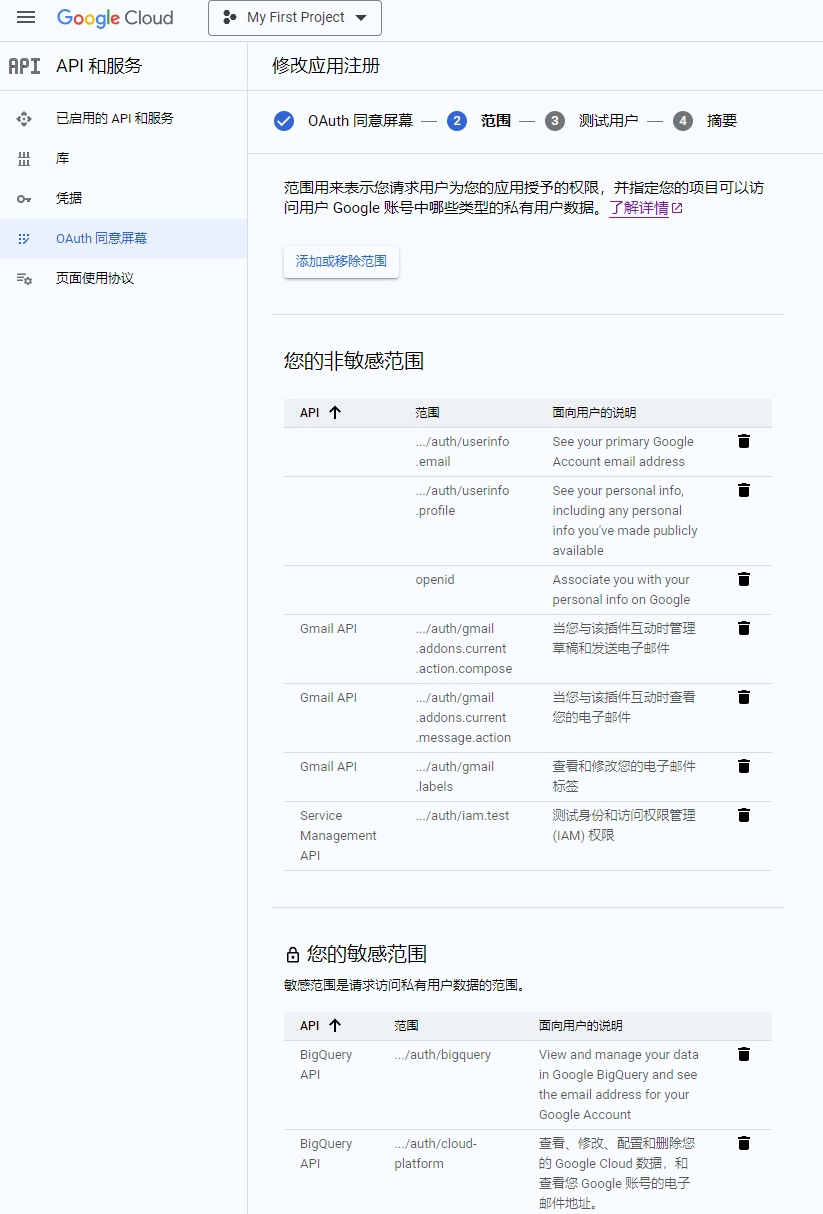 Google Cloud
My First Project
API API 和服务
修改应用注册
已启用的 API 和服务
库
凭据
OAuth 同意屏幕
页面使用协议
OAuth 同意屏幕 — 2 范围 — 3 测试用户 — 4 摘要
范围用来表示您请求用户为您的应用授予的权限，并指定您的项目可以访
问用户 Google 账号中哪些类型的私有用户数据。了解详情
添加或移除范围
您的非敏感范围
API 范围 面向用户的说明
.../auth/userinfo See your primary Google
.email Account email address
.../auth/userinfo See your personal info,
.profile including any personal
info you've made publicly
available
openid Associate you with your
personal info on Google
Gmail API .../auth/gmail 当您与该插件互动时管理
.addons.current 草稿和发送电子邮件
.action.compose
Gmail API .../auth/gmail 当您与该插件互动时查看
.addons.current 您的电子邮件
.message.action
Gmail API .../auth/gmail 查看和修改您的电子邮件
.labels 标签
Service .../auth/iam.test 测试身份和访问权限管理
Management (IAM) 权限
API
您的敏感范围
敏感范围是请求访问私有用户数据的范围。
API 范围 面向用户的说明
BigQuery .../auth/bigquery View and manage your data
API in Google BigQuery and see
the email address for your
Google Account
BigQuery .../auth/cloud- 查看、修改、配置和删除您
API platform 的 Google Cloud 数据，和
查看您 Google 账号的电子
邮件地址。